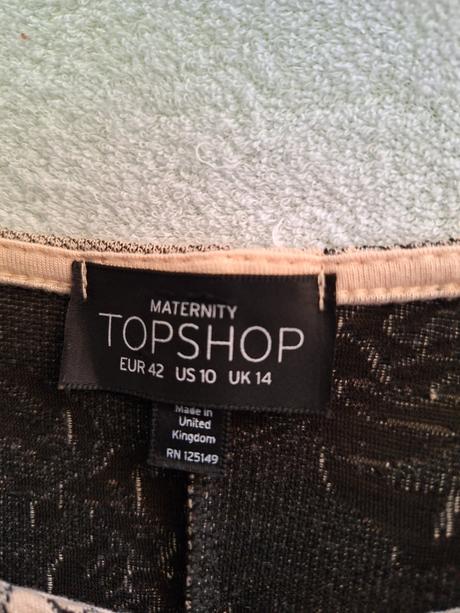 MATERNITY
TOPSHOP
EUR 42 US 10 UK 14
Made in
United
Kingdom
RN 125149